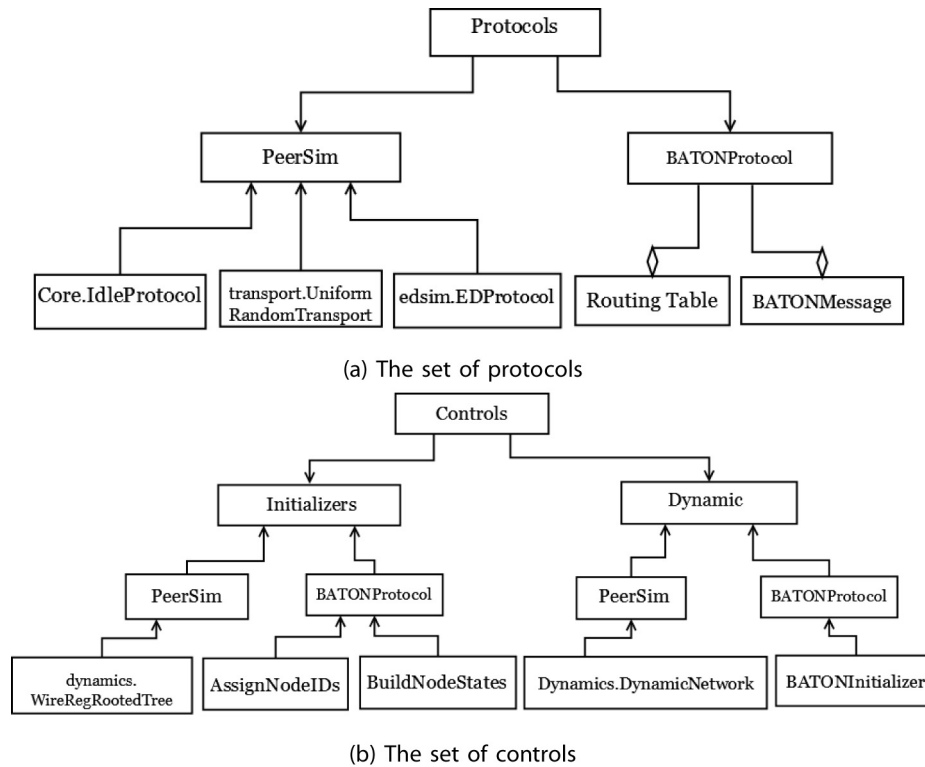 Protocols
PeerSim
BATONProtocol
Core.IdleProtocol
transport.Uniform
RandomTransport
edsim.EDProtocol
Routing Table
BATONMessage
(a) The set of protocols
Controls
Initializers
Dynamic
PeerSim
BATONProtocol
PeerSim
BATONProtocol
dynamics.
WireRegRootedTree
AssignNodeIDs
BuildNodeStates
Dynamics.DynamicNetwork
BATONInitializer
(b) The set of controls